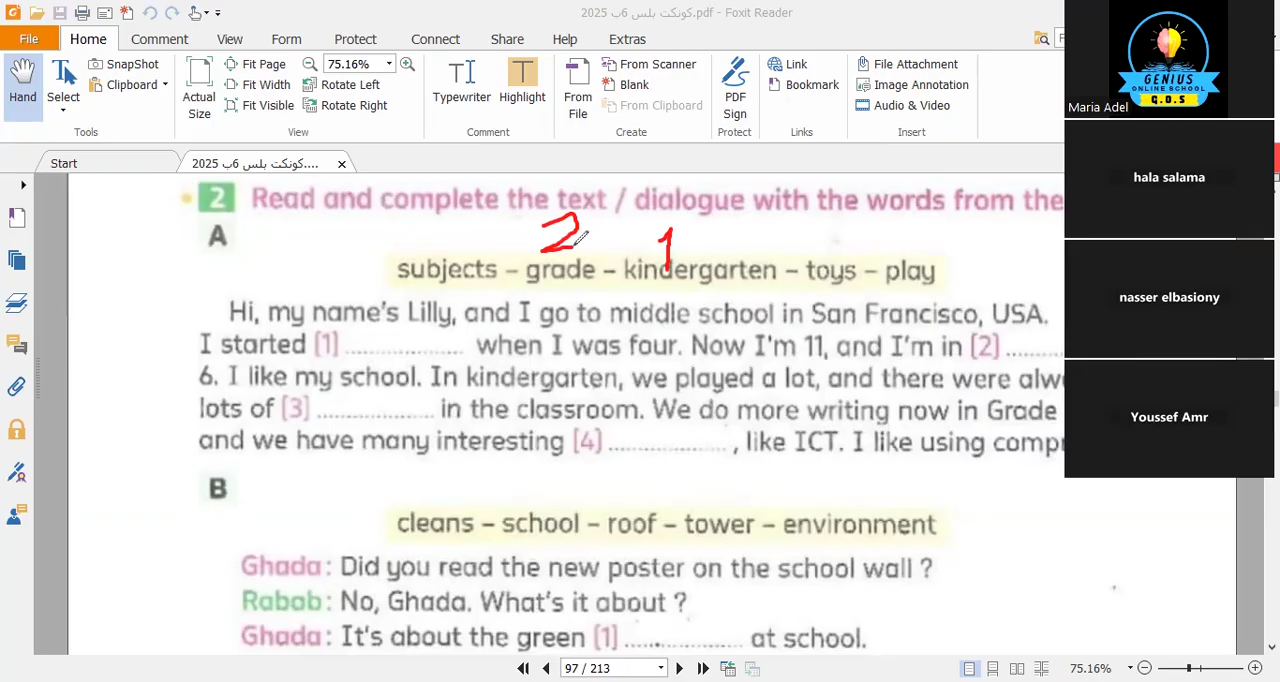 كونكت بلس 6ب 2025.pdf - Foxit Reader
File Home Comment View Form Protect Connect Share Help Extras
Hand
Select
SnapShot
Clipboard
Tools
Actual Size
Fit Page
Fit Width
Fit Visible
75.16%
Rotate Left
Rotate Right
View
Typewriter
Highlight
Comment
From File
From Scanner
Blank
From Clipboard
Create
PDF Sign
Protect
Link
Bookmark
Links
File Attachment
Image Annotation
Audio & Video
Insert
Start
كونكت بلس 6ب 2025....
GENIUS
ONLINE SCHOOL
G.O.S
Maria Adel
hala salama
nasser elbasiony
Youssef Amr
2 Read and complete the text / dialogue with the words from the
A
2 1
subjects – grade – kindergarten – toys – play
Hi, my name's Lilly, and I go to middle school in San Francisco, USA.
I started [1] .................... when I was four. Now I'm 11, and I'm in [2] ........
6. I like my school. In kindergarten, we played a lot, and there were alw
lots of [3] .................... in the classroom. We do more writing now in Grade
and we have many interesting [4] .................... , like ICT. I like using comp
B
cleans – school – roof – tower – environment
Ghada: Did you read the new poster on the school wall ?
Rabab: No, Ghada. What's it about ?
Ghada: It's about the green [1] .................... at school.
97 / 213
75.16%